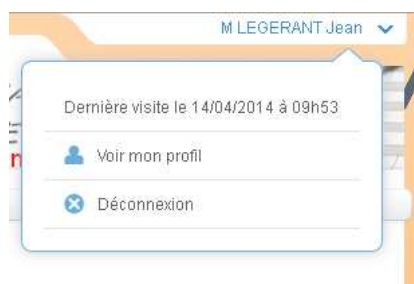 M LEGERANT Jean
Dernière visite le 14/04/2014 à 09h53
Voir mon profil
Déconnexion